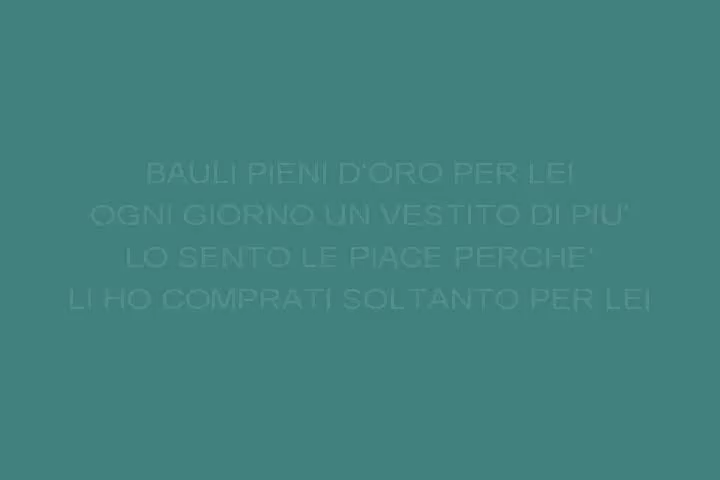 BAULI PIENI D'ORO PER LEI
OGNI GIORNO UN VESTITO DI PIU'
LO SENTO LE PIACE PERCHE'
LI HO COMPRATI SOLTANTO PER LEI